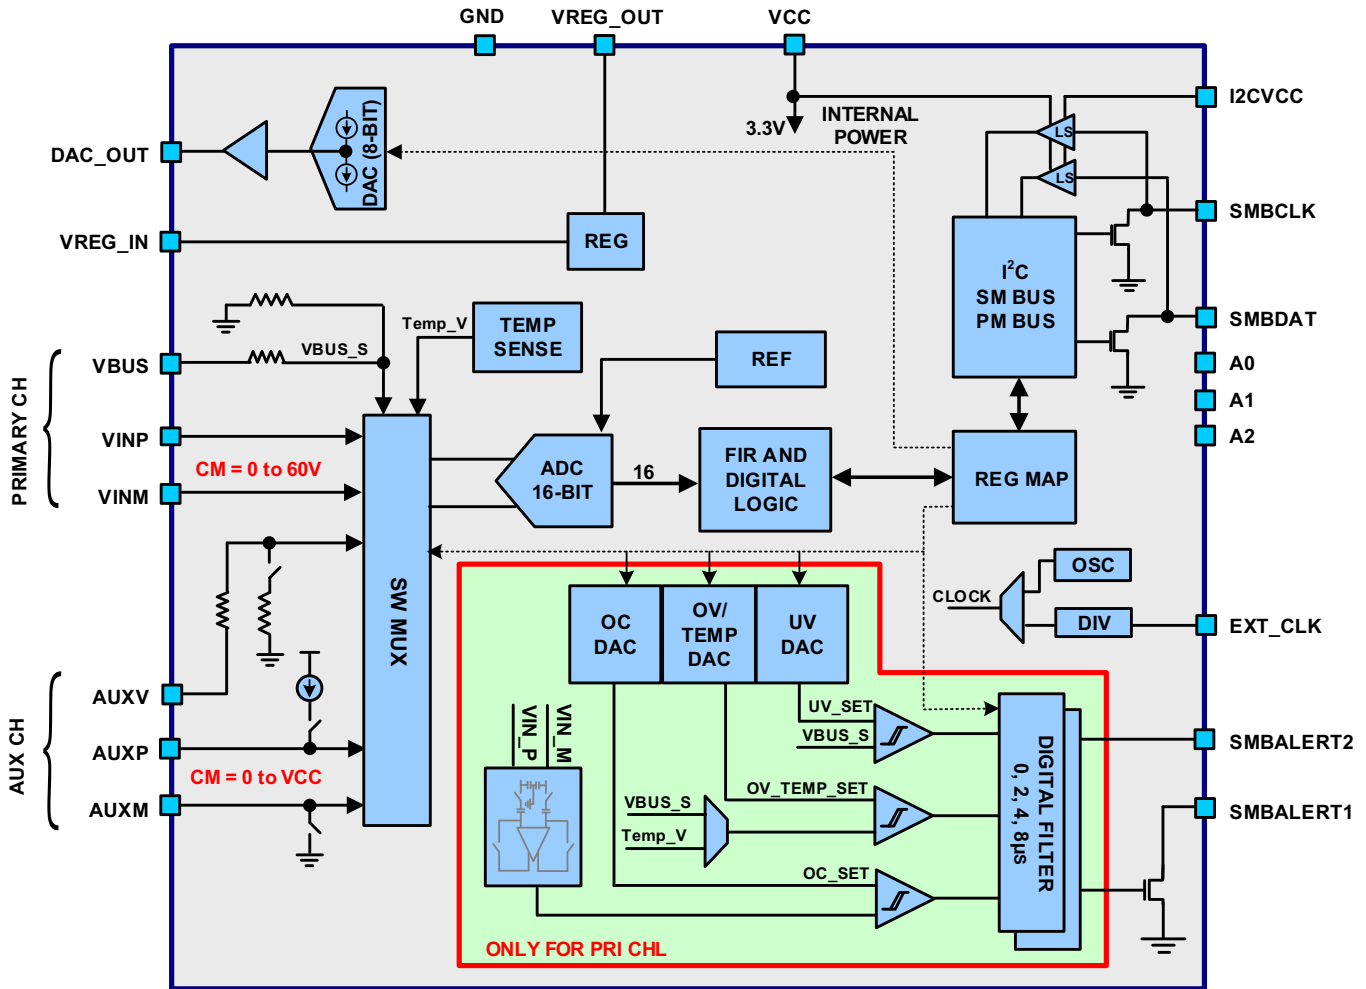 GND
VREG_OUT
VCC
I2CVCC
3.3V
INTERNAL
POWER
LS
LS
DAC_OUT
DAC (8-BIT)
SMBCLK
VREG_IN
REG
I²C
SM BUS
PM BUS
SMBDAT
Temp_V
TEMP
SENSE
REF
VBUS_S
VBUS
A0
A1
A2
PRIMARY CH
VINP
CM = 0 to 60V
VINM
ADC
16-BIT
16
FIR AND
DIGITAL
LOGIC
REG MAP
SW MUX
OSC
CLOCK
DIV
EXT_CLK
OC
DAC
OV/
TEMP
DAC
UV
DAC
AUX CH
AUXV
AUXP
CM = 0 to VCC
AUXM
VIN_P
VIN_M
UV_SET
VBUS_S
OV_TEMP_SET
VBUS_S
Temp_V
OC_SET
DIGITAL FILTER
0, 2, 4, 8µS
SMBALERT2
SMBALERT1
ONLY FOR PRI CHL